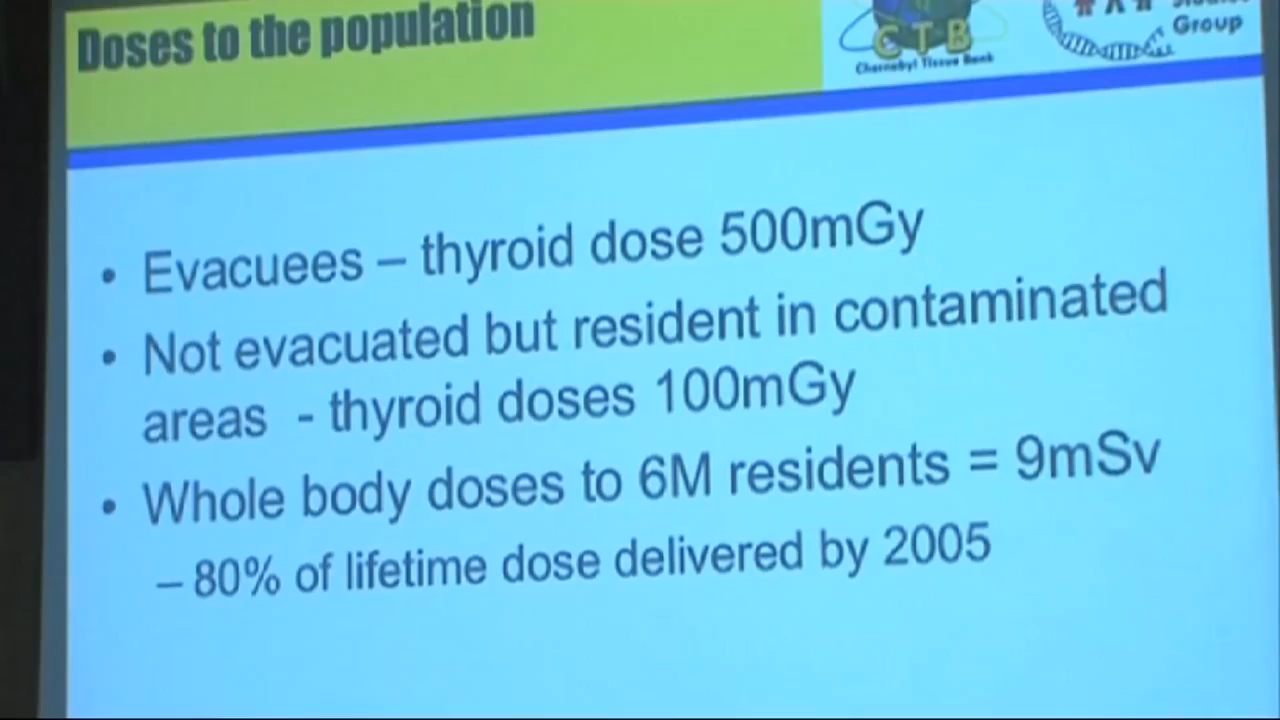 Doses to the population
CTB
Chernobyl Tissue Bank
Group
• Evacuees – thyroid dose 500mGy
• Not evacuated but resident in contaminated
areas - thyroid doses 100mGy
• Whole body doses to 6M residents = 9mSv
– 80% of lifetime dose delivered by 2005